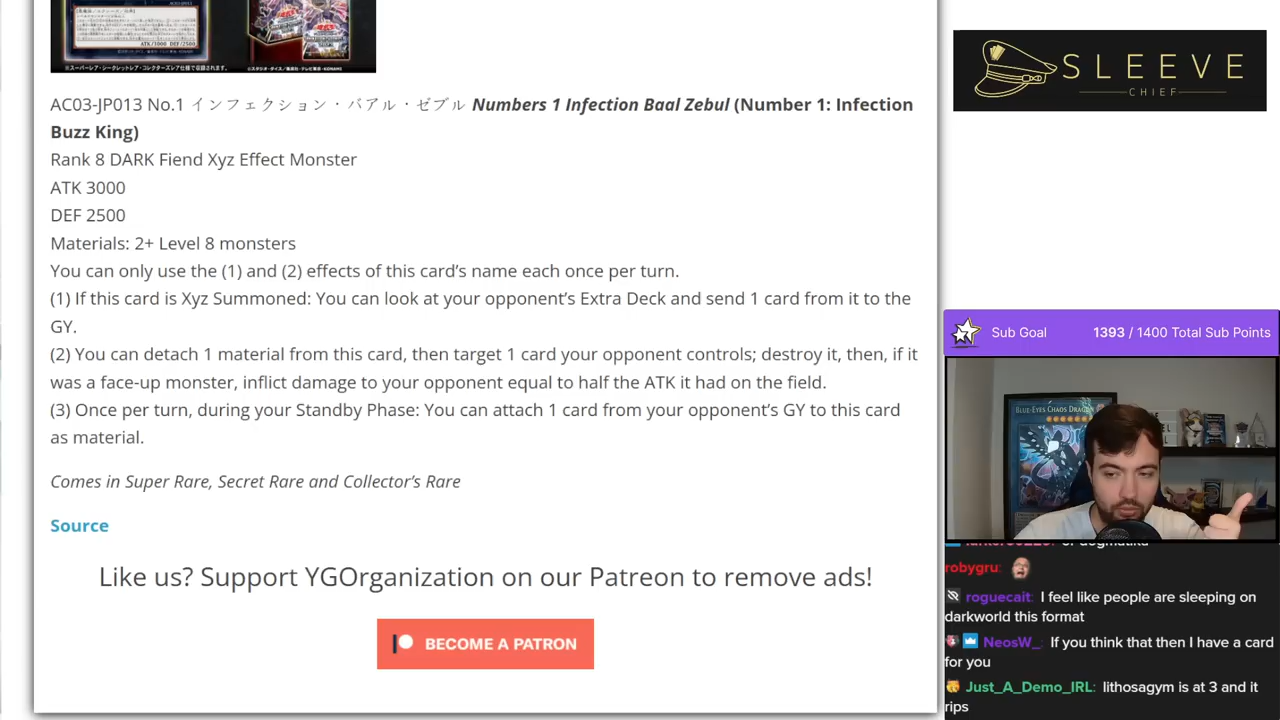 ATK/3000 DEF/2500
AC03-JP013 No.1 インフェクション・バアル・ゼブル Numbers 1 Infection Baal Zebul (Number 1: Infection
Buzz King)
Rank 8 DARK Fiend Xyz Effect Monster
ATK 3000
DEF 2500
Materials: 2+ Level 8 monsters
You can only use the (1) and (2) effects of this card’s name each once per turn.
(1) If this card is Xyz Summoned: You can look at your opponent’s Extra Deck and send 1 card from it to the
GY.
(2) You can detach 1 material from this card, then target 1 card your opponent controls; destroy it, then, if it
was a face-up monster, inflict damage to your opponent equal to half the ATK it had on the field.
(3) Once per turn, during your Standby Phase: You can attach 1 card from your opponent’s GY to this card
as material.
Comes in Super Rare, Secret Rare and Collector’s Rare
Source
Like us? Support YGOrganization on our Patreon to remove ads!
BECOME A PATRON
SLEEVE
CHIEF
Sub Goal 1393 / 1400 Total Sub Points
BLUE-EYES CHAOS DRAGON
robygru:
roguecait: I feel like people are sleeping on
darkworld this format
NeosW_: If you think that then I have a card
for you
Just_A_Demo_IRL: lithosagym is at 3 and it
rips